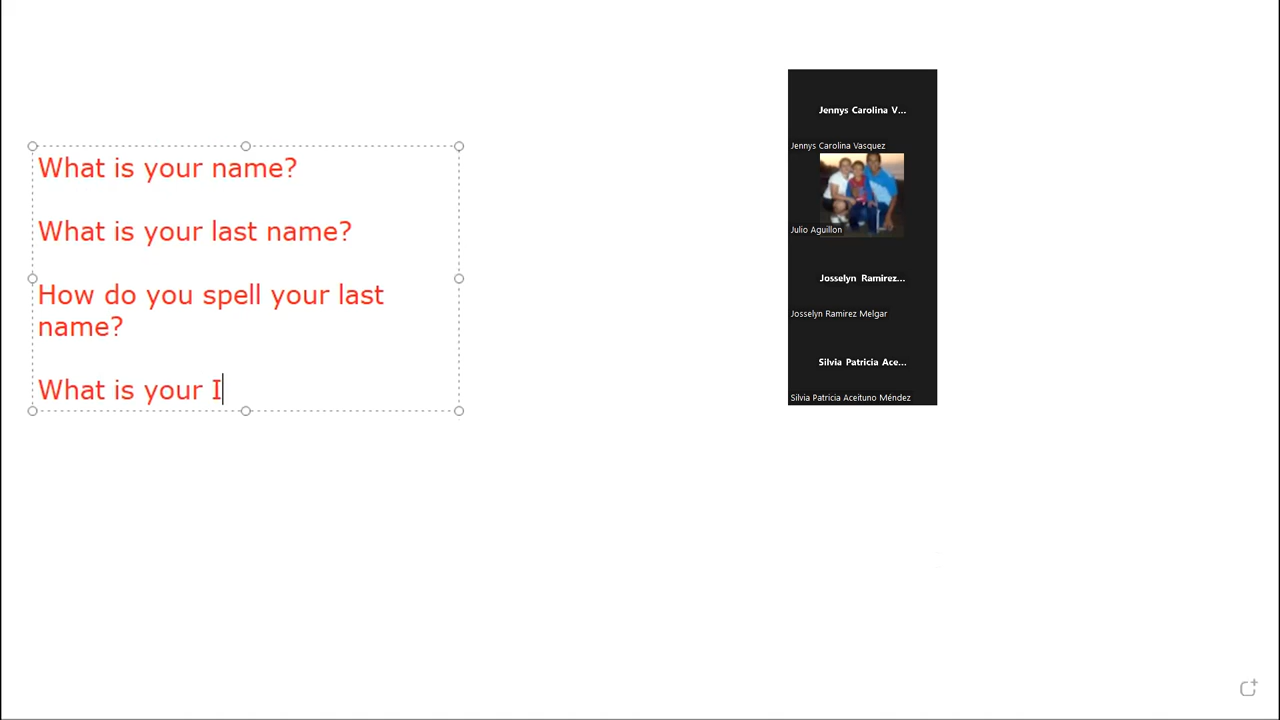 What is your name?
What is your last name?
How do you spell your last
name?
What is your I
Jennys Carolina V...
Jennys Carolina Vasquez
Julio Aguillon
Josselyn Ramirez...
Josselyn Ramirez Melgar
Silvia Patricia Ace...
Silvia Patricia Aceituno Méndez